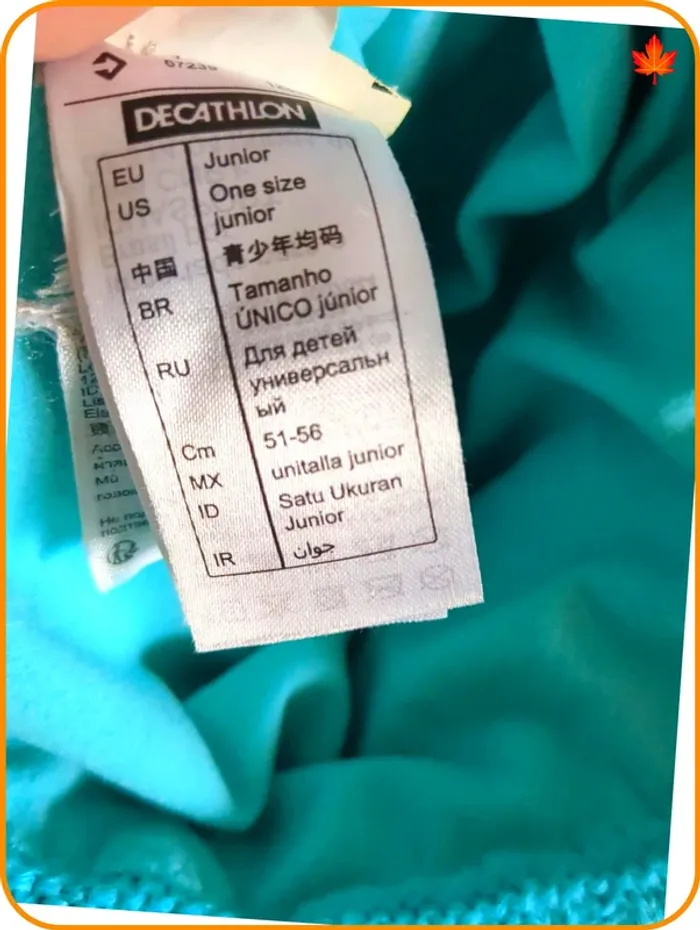 DECATHLON
EU Junior
US One size
junior
中国 青少年均码
BR Tamanho
ÚNICO júnior
RU Для детей
универсальн
ый
Cm 51-56
MX unitalla junior
ID Satu Ukuran
Junior
IR جوان